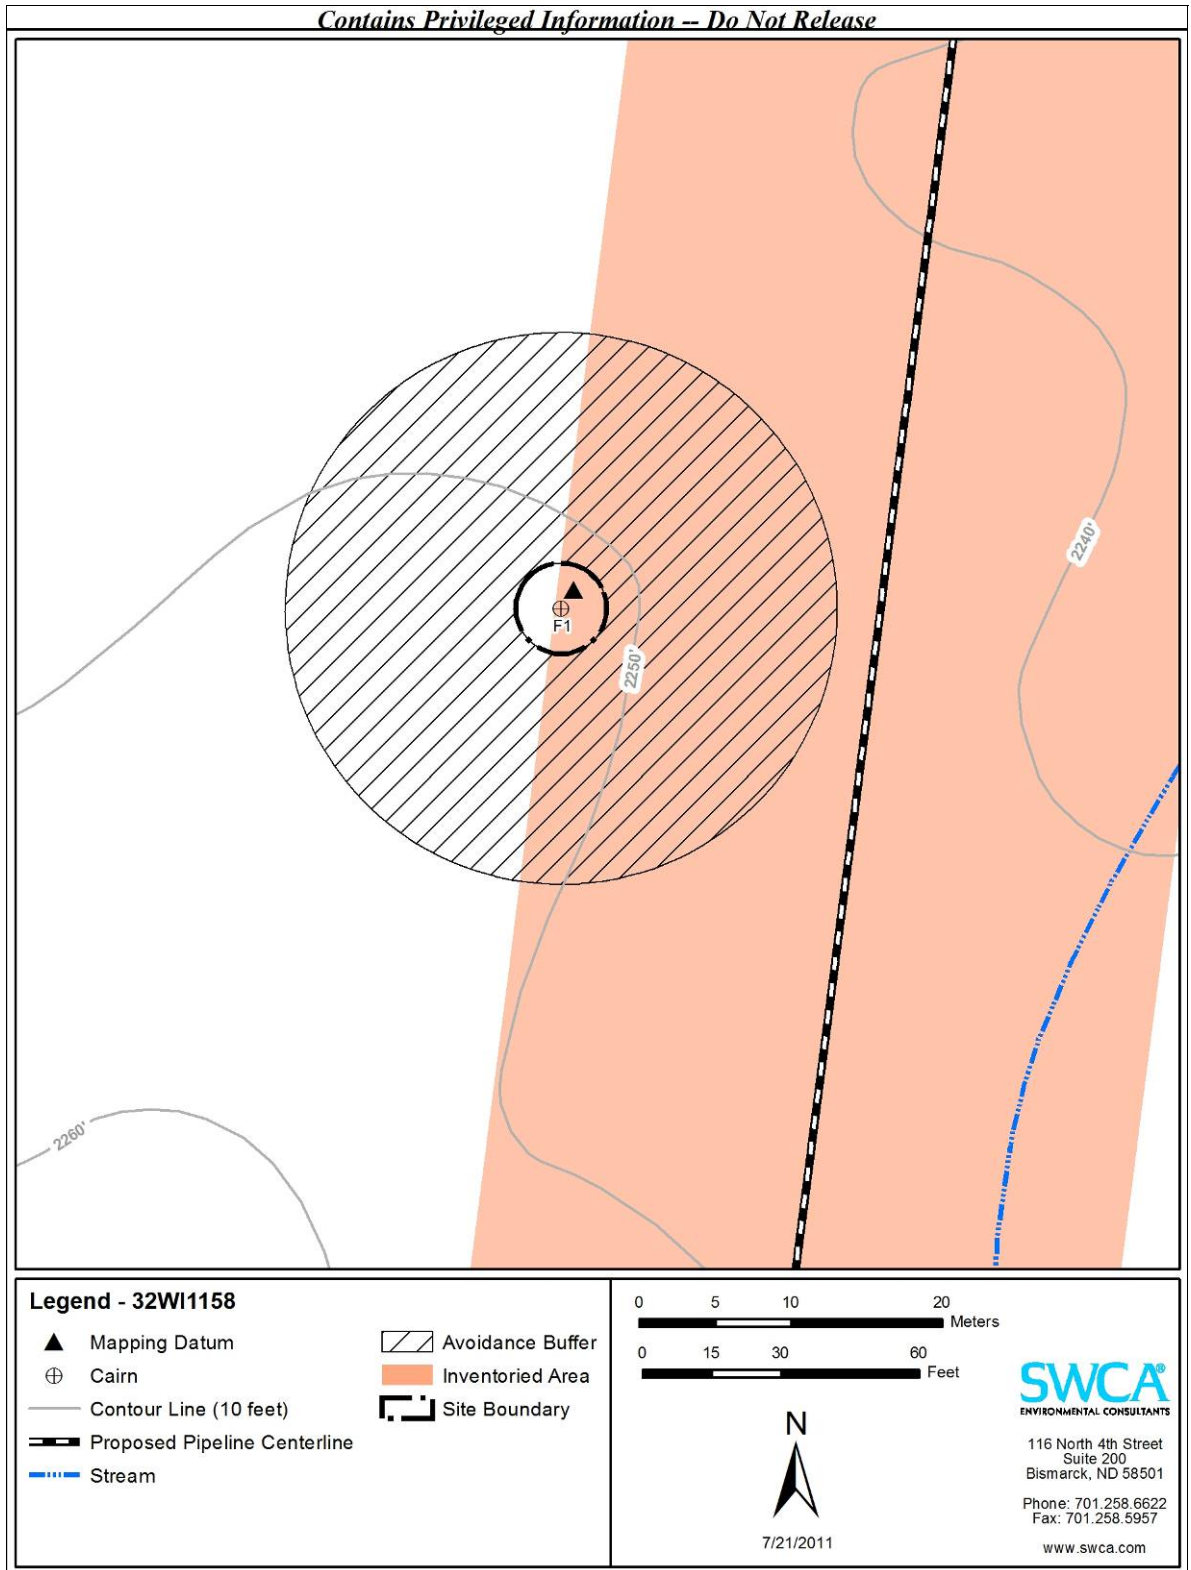 Contains Privileged Information -- Do Not Release
2240'
F1
2250'
2260'
Legend - 32WI1158
Mapping Datum
Cairn
Contour Line (10 feet)
Proposed Pipeline Centerline
Stream
Avoidance Buffer
Inventoried Area
Site Boundary
0 5 10 20
Meters
0 15 30 60
Feet
N
7/21/2011
SWCA®
ENVIRONMENTAL CONSULTANTS
116 North 4th Street
Suite 200
Bismarck, ND 58501
Phone: 701.258.6622
Fax: 701.258.5957
www.swca.com